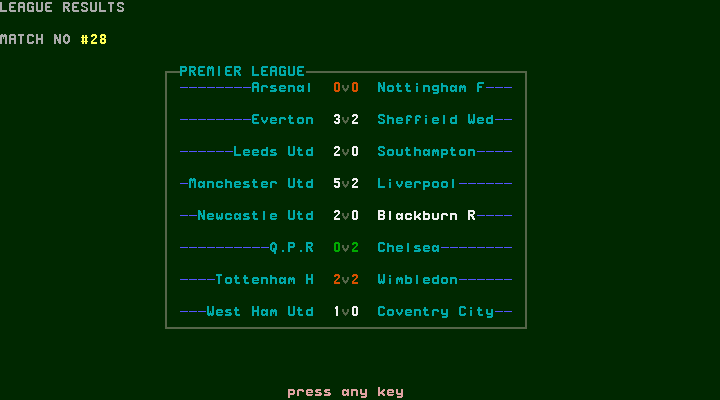 LEAGUE RESULTS
MATCH NO #28
PREMIER LEAGUE
Arsenal 0v0 Nottingham F
Everton 3v2 Sheffield Wed
Leeds Utd 2v0 Southampton
Manchester Utd 5v2 Liverpool
Newcastle Utd 2v0 Blackburn R
Q.P.R 0v2 Chelsea
Tottenham H 2v2 Wimbledon
West Ham Utd 1v0 Coventry City
press any key